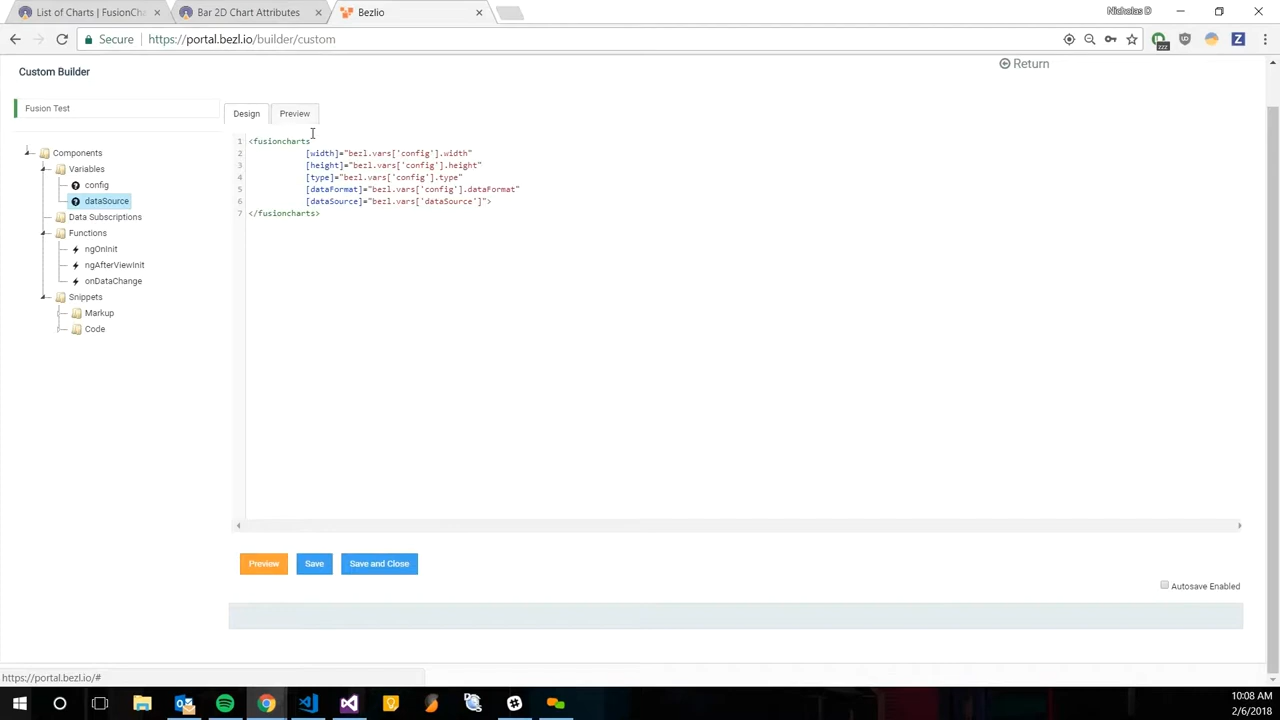 List of Charts | FusionCha
Bar 2D Chart Attributes
Bezlio
Nicholas D
Secure
https://portal.bezl.io/builder/custom
Custom Builder
Return
Fusion Test
Design
Preview
Components
Variables
config
dataSource
Data Subscriptions
Functions
ngOnInit
ngAfterViewInit
onDataChange
Snippets
Markup
Code
1 <fusioncharts
2 [width]="bezl.vars['config'].width"
3 [height]="bezl.vars['config'].height"
4 [type]="bezl.vars['config'].type"
5 [dataFormat]="bezl.vars['config'].dataFormat"
6 [dataSource]="bezl.vars['dataSource']">
7 </fusioncharts>
Preview
Save
Save and Close
Autosave Enabled
https://portal.bezl.io/#
10:08 AM
2/6/2018